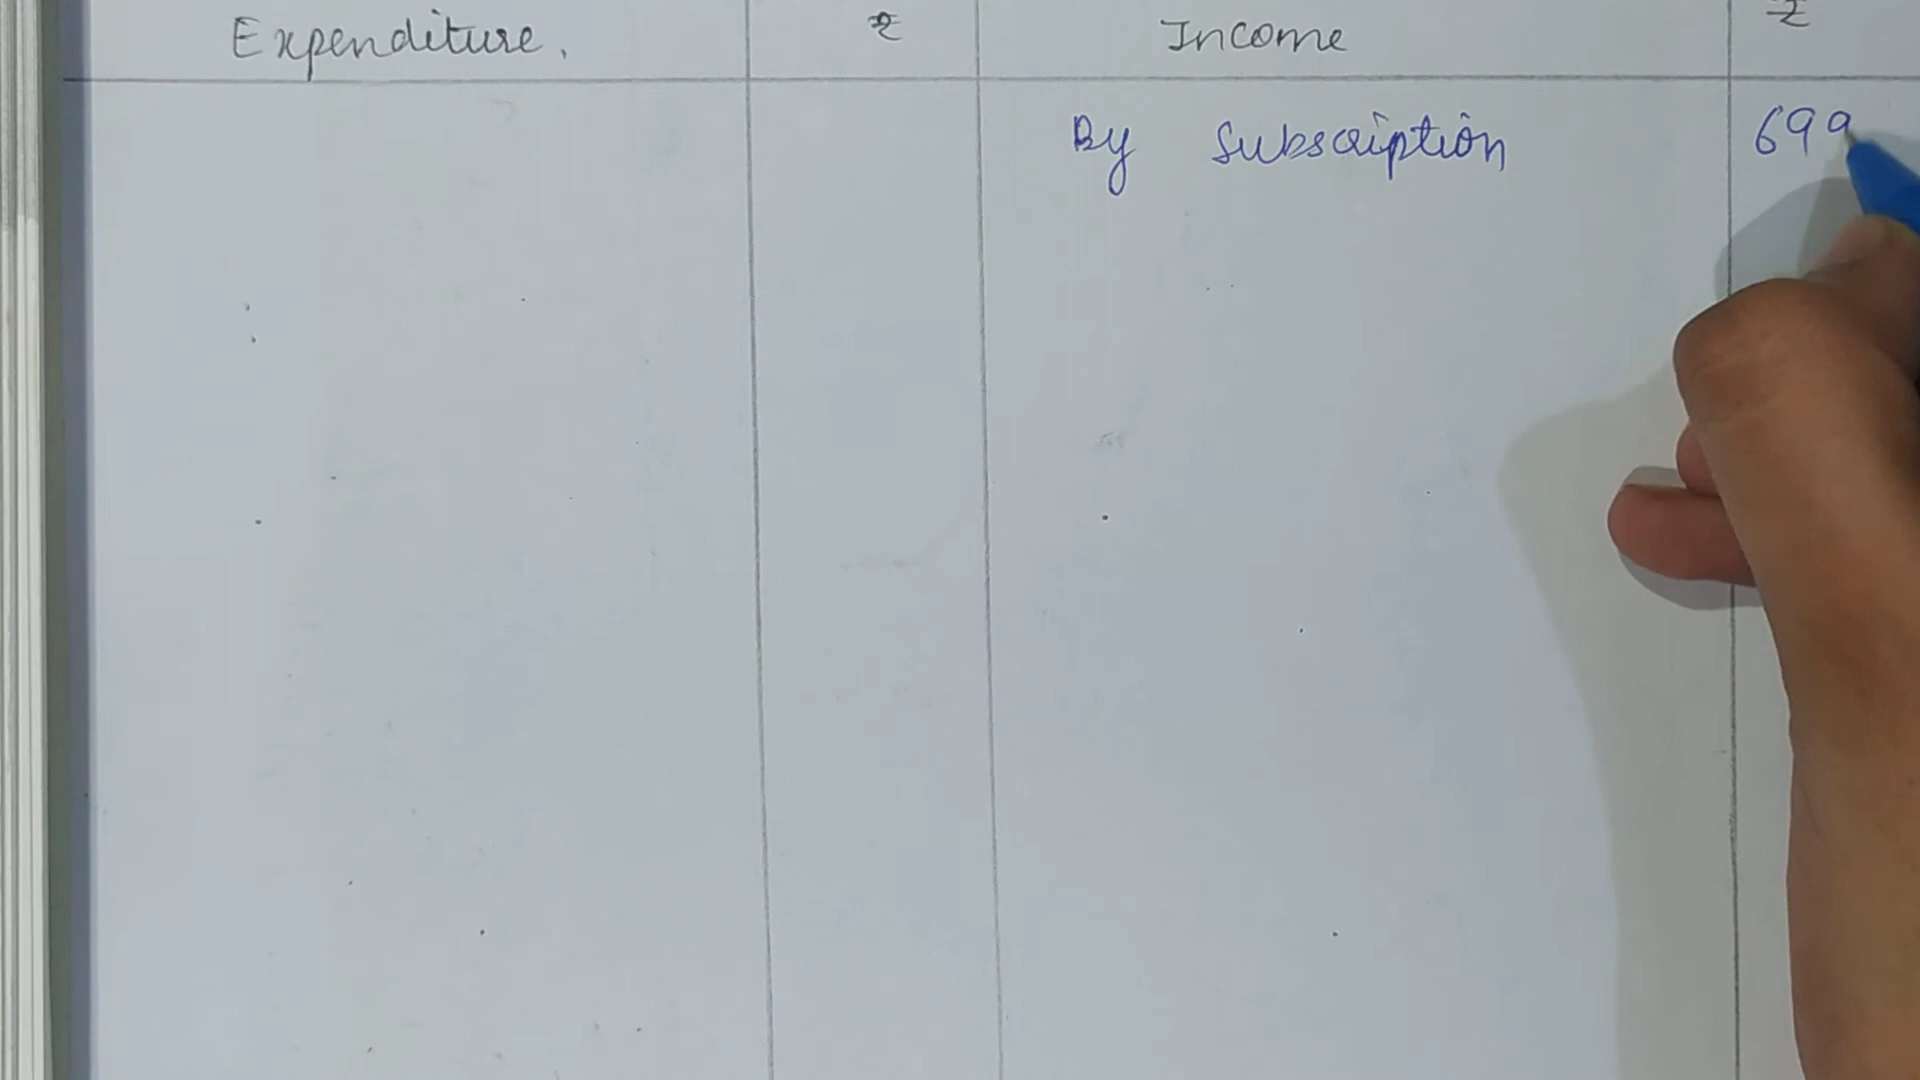 Expenditure. ₹ Income ₹
By Subscription 699